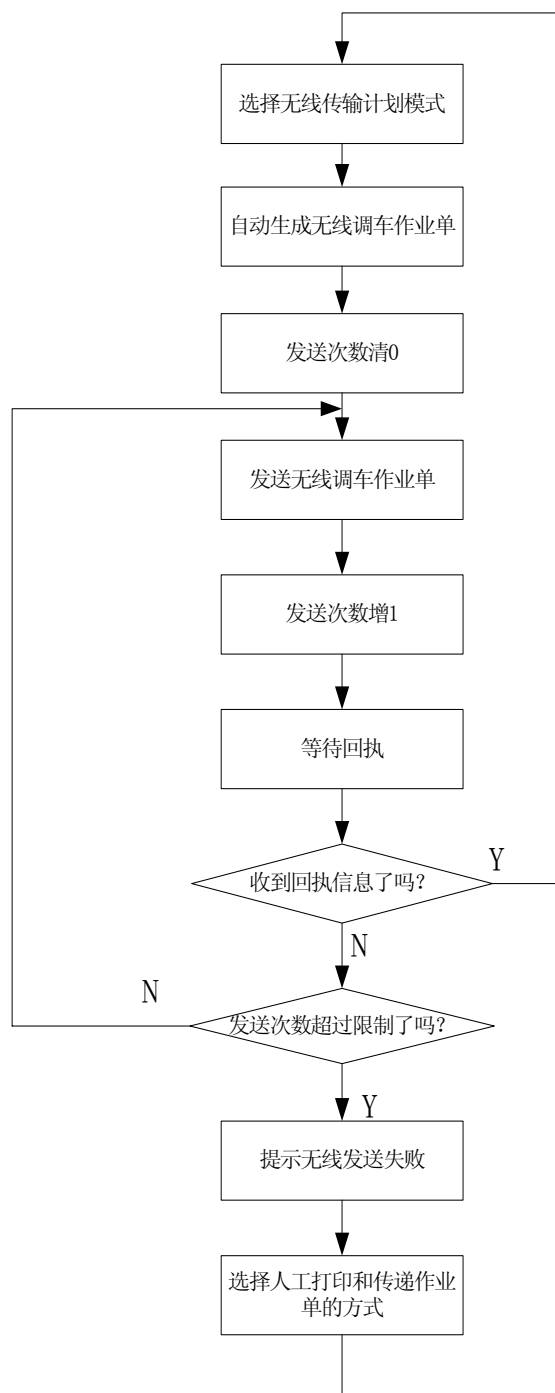 选择无线传输计划模式
自动生成无线调车作业单
发送次数清0
发送无线调车作业单
发送次数增1
等待回执
收到回执信息了吗？
Y
N
N
发送次数超过限制了吗？
Y
提示无线发送失败
选择人工打印和传递作业
单的方式